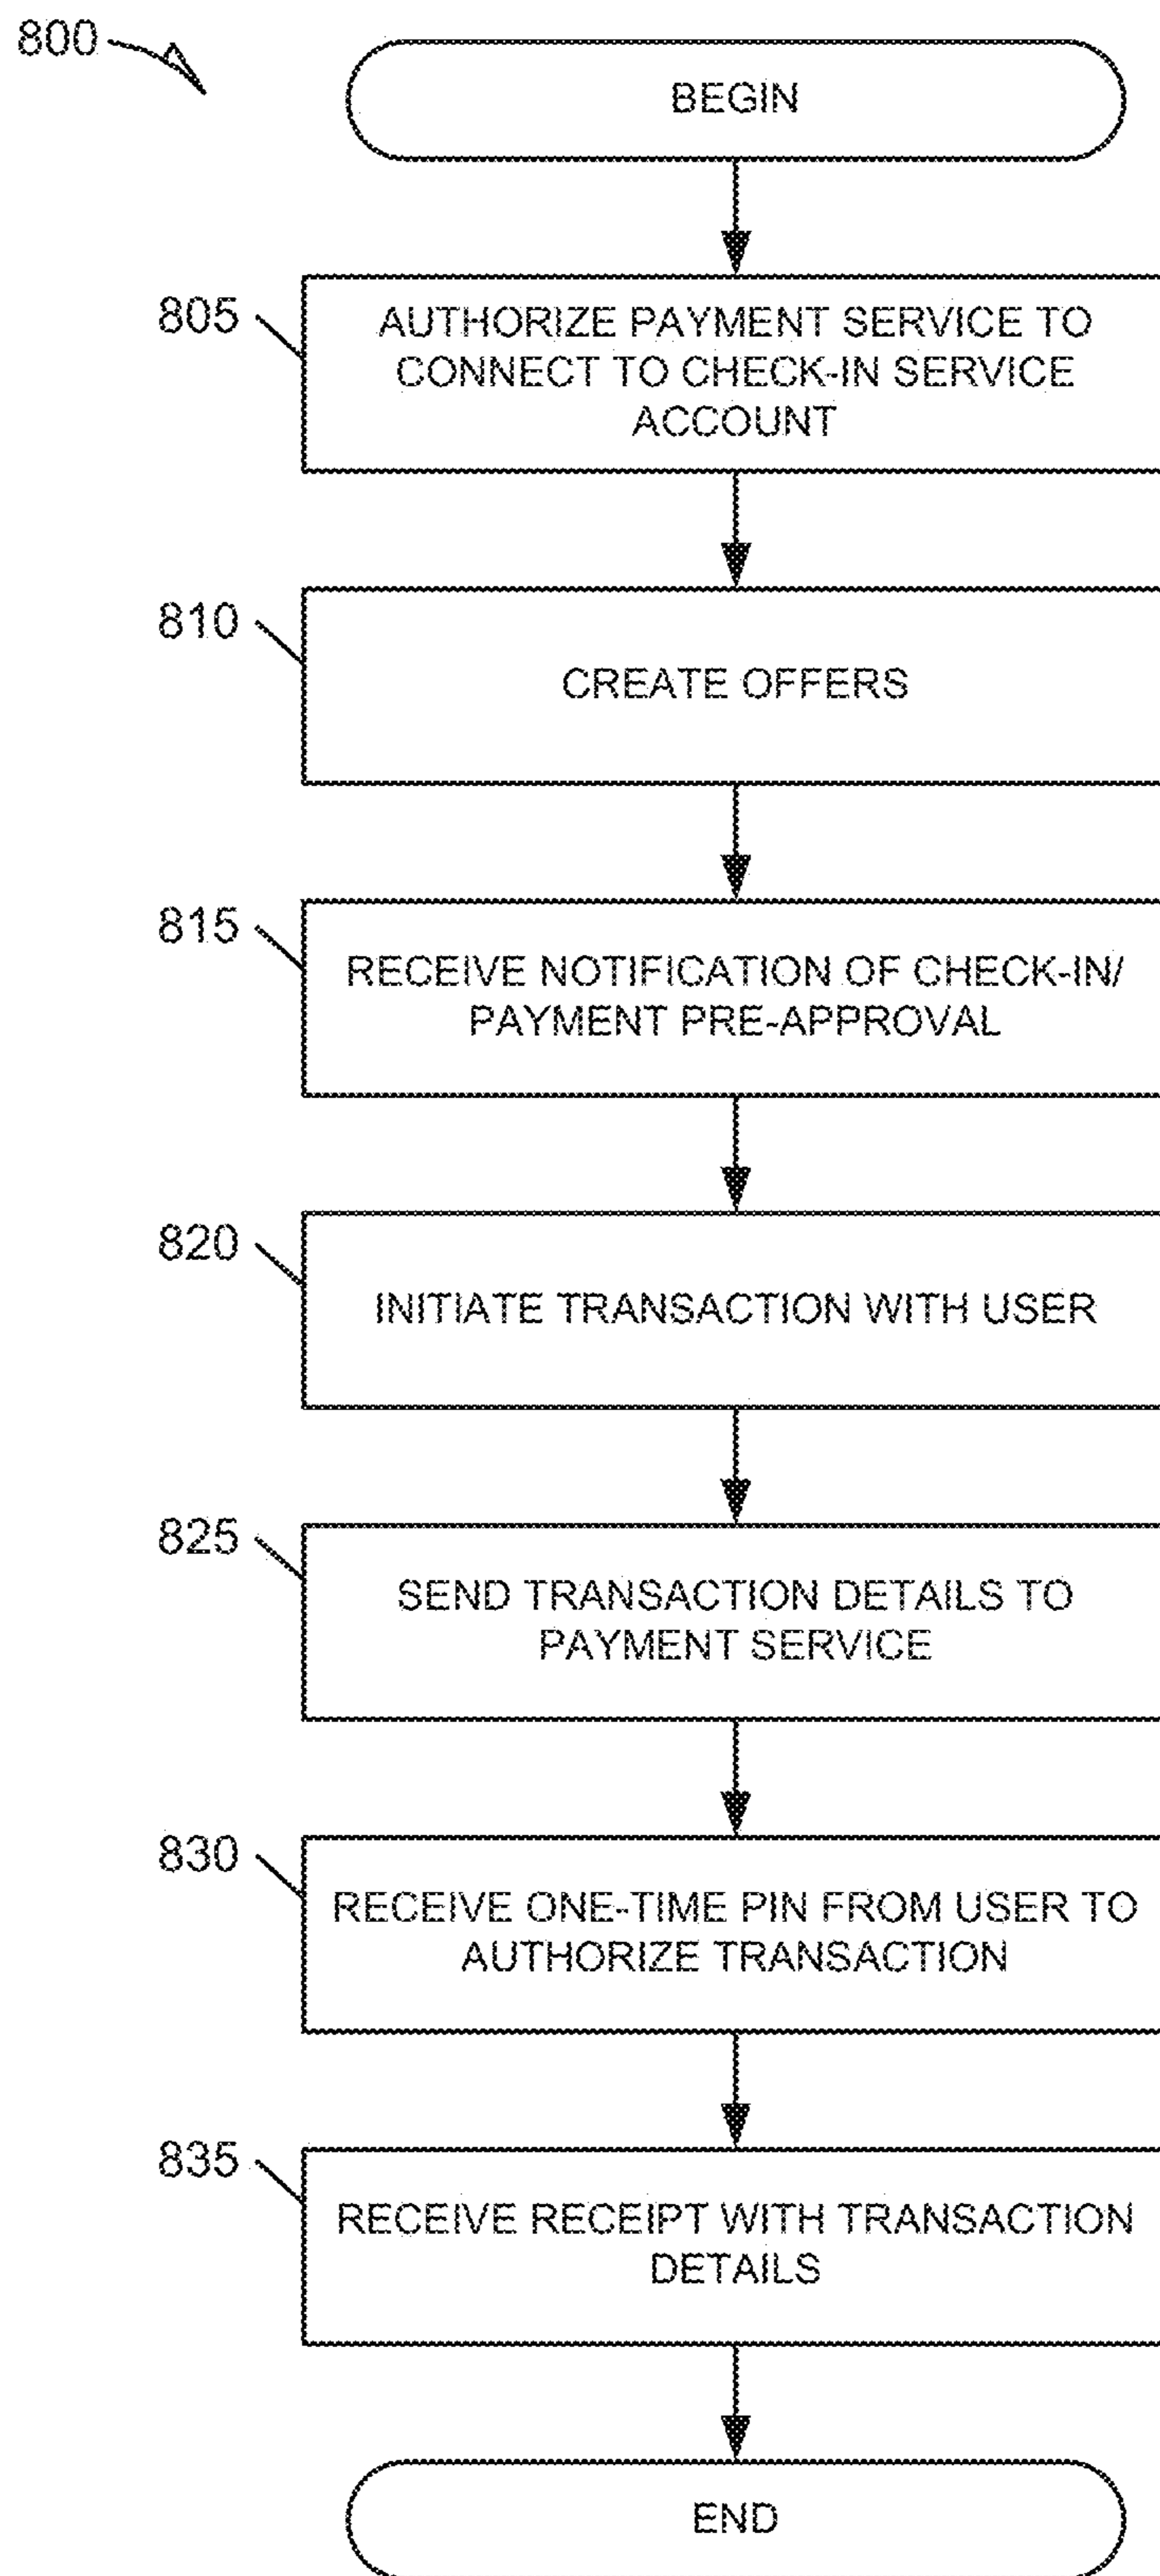 800
BEGIN
805
AUTHORIZE PAYMENT SERVICE TO
CONNECT TO CHECK-IN SERVICE
ACCOUNT
810
CREATE OFFERS
815
RECEIVE NOTIFICATION OF CHECK-IN/
PAYMENT PRE-APPROVAL
820
INITIATE TRANSACTION WITH USER
825
SEND TRANSACTION DETAILS TO
PAYMENT SERVICE
830
RECEIVE ONE-TIME PIN FROM USER TO
AUTHORIZE TRANSACTION
835
RECEIVE RECEIPT WITH TRANSACTION
DETAILS
END